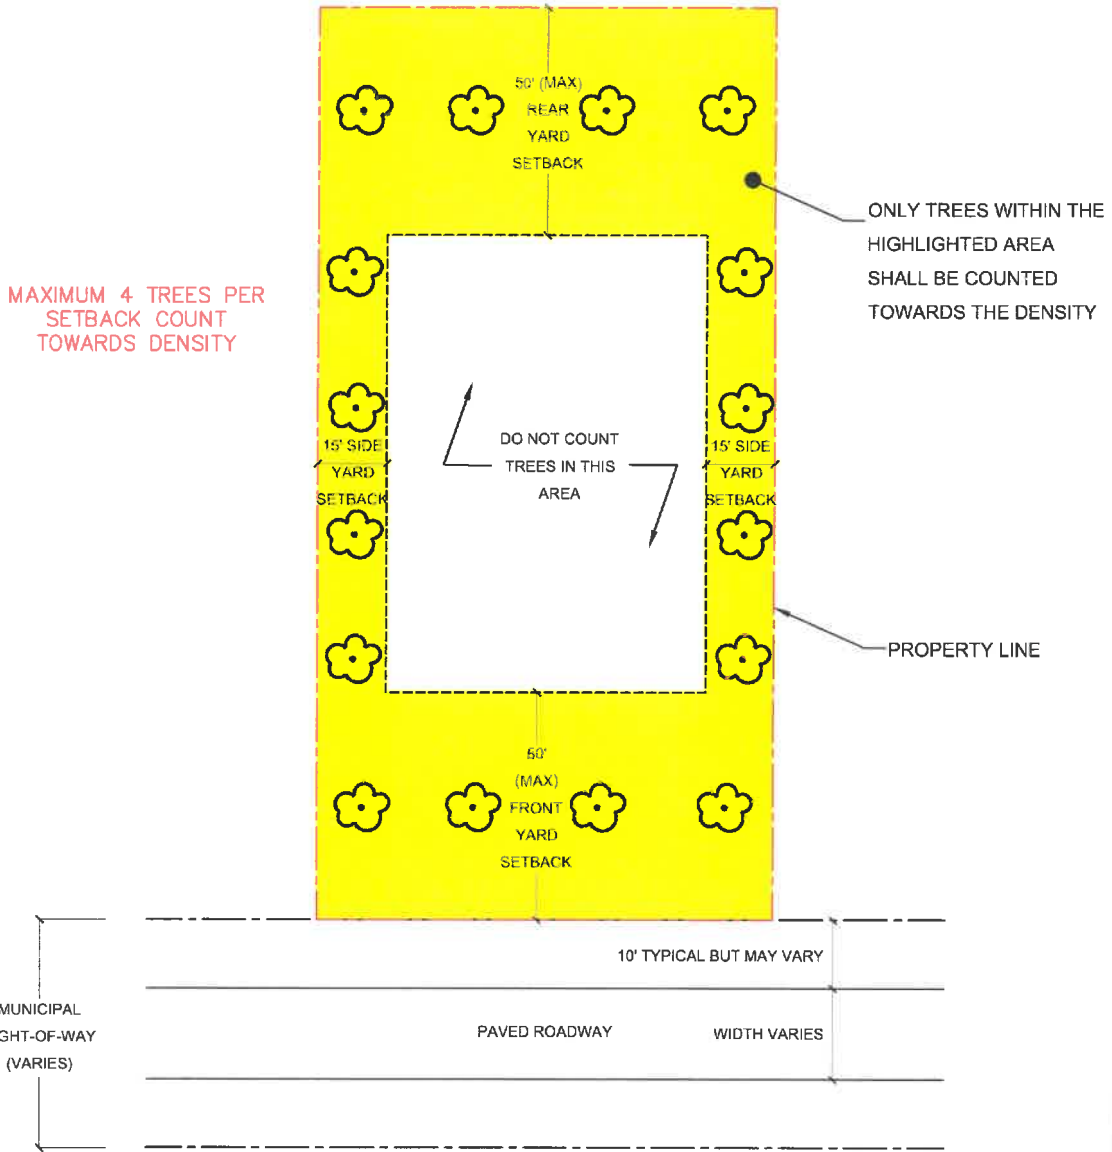 50' (MAX)
REAR
YARD
SETBACK
ONLY TREES WITHIN THE
HIGHLIGHTED AREA
SHALL BE COUNTED
TOWARDS THE DENSITY
MAXIMUM 4 TREES PER
SETBACK COUNT
TOWARDS DENSITY
DO NOT COUNT
TREES IN THIS
AREA
15' SIDE
YARD
SETBACK
15' SIDE
YARD
SETBACK
PROPERTY LINE
50'
(MAX)
FRONT
YARD
SETBACK
10' TYPICAL BUT MAY VARY
MUNICIPAL
GHT-OF-WAY
(VARIES)
PAVED ROADWAY
WIDTH VARIES